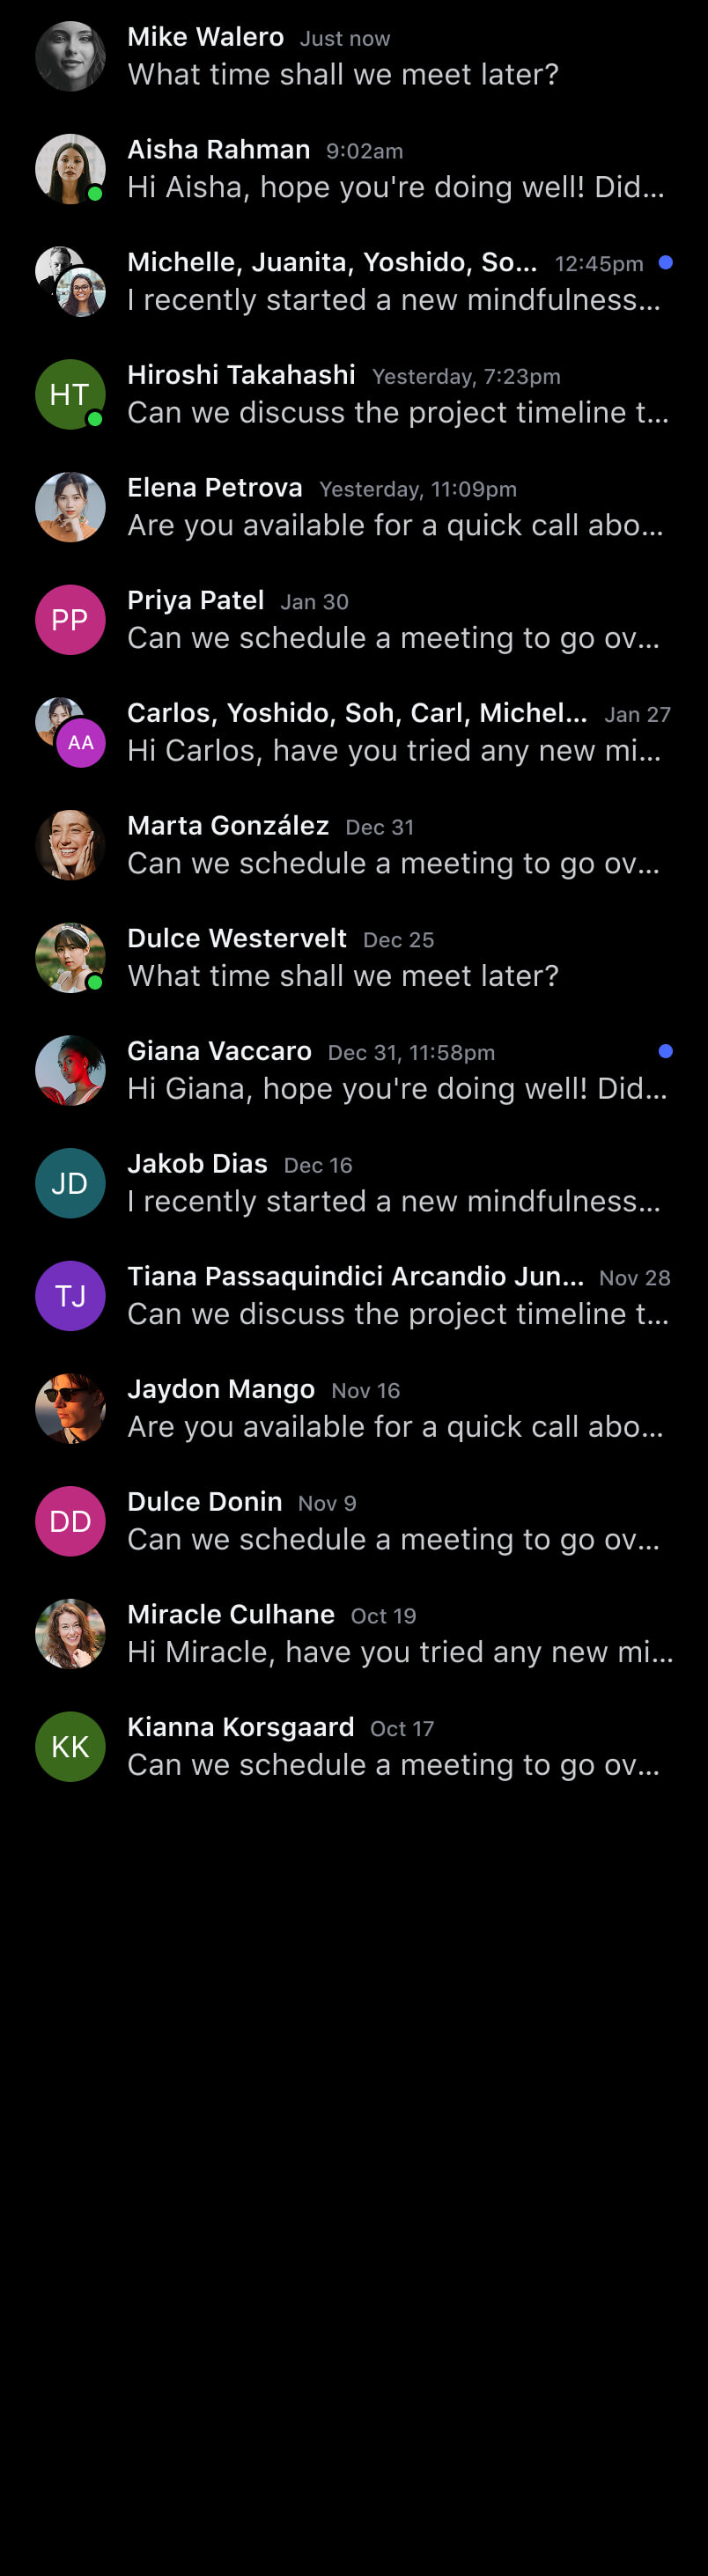 Mike Walero Just now
What time shall we meet later?
Aisha Rahman 9:02am
Hi Aisha, hope you're doing well! Did...
Michelle, Juanita, Yoshido, So... 12:45pm
I recently started a new mindfulness...
HT
Hiroshi Takahashi Yesterday, 7:23pm
Can we discuss the project timeline t...
Elena Petrova Yesterday, 11:09pm
Are you available for a quick call abo...
PP
Priya Patel Jan 30
Can we schedule a meeting to go ov...
Carlos, Yoshido, Soh, Carl, Michel... Jan 27
AA
Hi Carlos, have you tried any new mi...
Marta González Dec 31
Can we schedule a meeting to go ov...
Dulce Westervelt Dec 25
What time shall we meet later?
Giana Vaccaro Dec 31, 11:58pm
Hi Giana, hope you're doing well! Did...
JD
Jakob Dias Dec 16
I recently started a new mindfulness...
TJ
Tiana Passaquindici Arcandio Jun... Nov 28
Can we discuss the project timeline t...
Jaydon Mango Nov 16
Are you available for a quick call abo...
DD
Dulce Donin Nov 9
Can we schedule a meeting to go ov...
Miracle Culhane Oct 19
Hi Miracle, have you tried any new mi...
KK
Kianna Korsgaard Oct 17
Can we schedule a meeting to go ov...